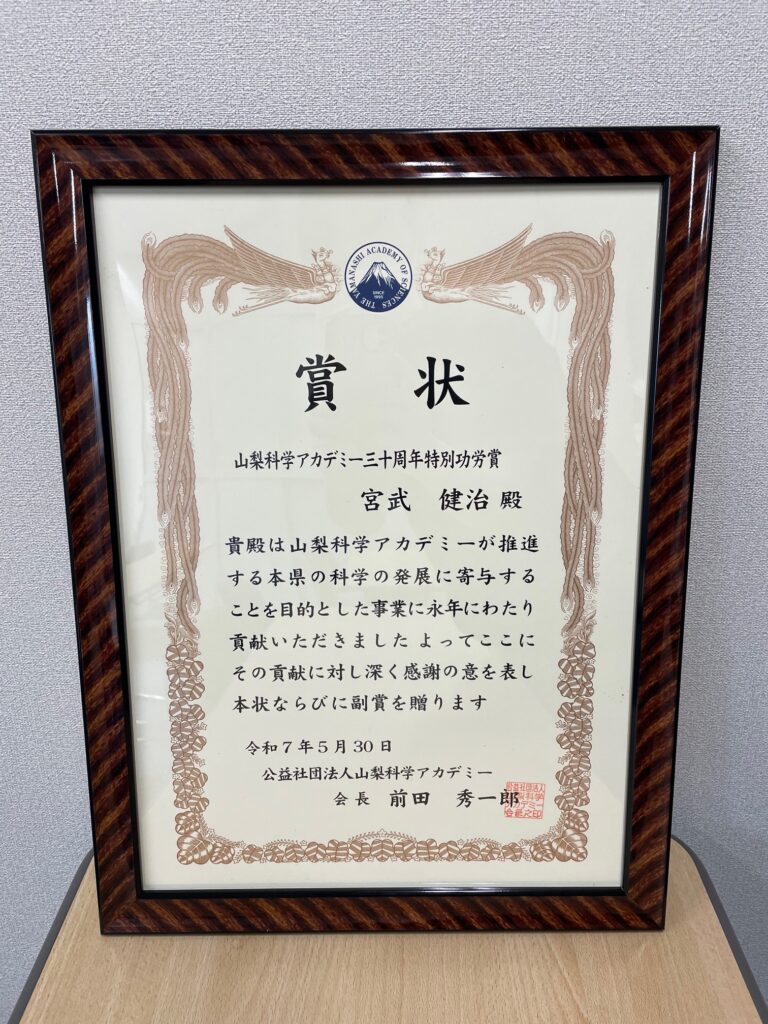 THE YAMANASHI ACADEMY OF SCIENCES
SINCE
1995
賞状
山梨科学アカデミー三十周年特別功労賞
宮武 健治 殿
貴殿は山梨科学アカデミーが推進
する本県の科学の発展に寄与する
ことを目的とした事業に永年にわたり
貢献いただきました よってここに
その貢献に対し深く感謝の意を表し
本状ならびに副賞を贈ります
令和7年5月30日
公益社団法人山梨科学アカデミー
会長 前田 秀一郎